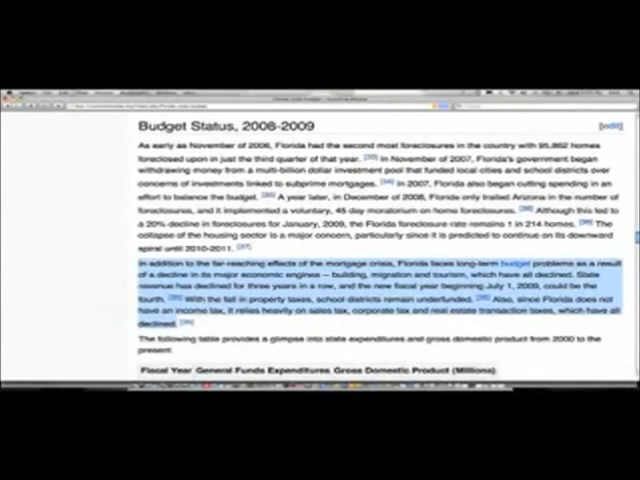 Budget Status, 2008-2009 [edit]
As early as November of 2006, Florida had the second most foreclosures in the country with 95,862 homes
foreclosed upon in just the third quarter of that year. In November of 2007, Florida's government began
withdrawing money from a multi-billion dollar investment pool that funded local cities and school districts over
concerns of investments linked to subprime mortgages. In 2007, Florida also began cutting spending in an
effort to balance the budget. A year later, in December of 2008, Florida only trailed Arizona in the number of
foreclosures, and it implemented a voluntary, 45 day moratorium on home foreclosures. Although this led to
a 20% decline in foreclosures for January, 2009, the Florida foreclosure rate remains 1 in 214 homes. The
collapse of the housing sector is a major concern, particularly since it is predicted to continue on its downward
spiral until 2010-2011.
In addition to the far-reaching effects of the mortgage crisis, Florida faces long-term budget problems as a result
of a decline in its major economic engines -- building, migration and tourism, which have all declined. State
revenue has declined for three years in a row, and the new fiscal year beginning July 1, 2009, could be the
fourth. With the fall in property taxes, school districts remain underfunded. Also, since Florida does not
have an income tax, it relies heavily on sales tax, corporate tax and real estate transaction taxes, which have all
declined.
The following table provides a glimpse into state expenditures and gross domestic product from 2000 to the
present.
Fiscal Year General Funds Expenditures Gross Domestic Product (Millions)